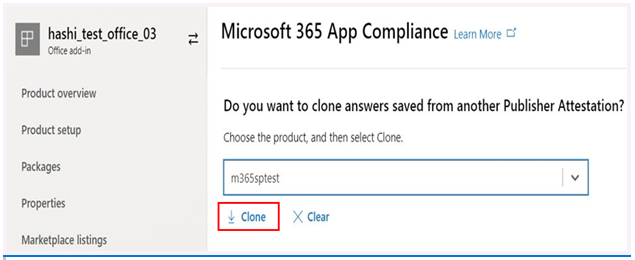 hashi_test_office_03
Office add-in
Product overview
Product setup
Packages
Properties
Marketplace listings
Microsoft 365 App Compliance Learn More
Do you want to clone answers saved from another Publisher Attestation?
Choose the product, and then select Clone.
m365sptest
Clone Clear